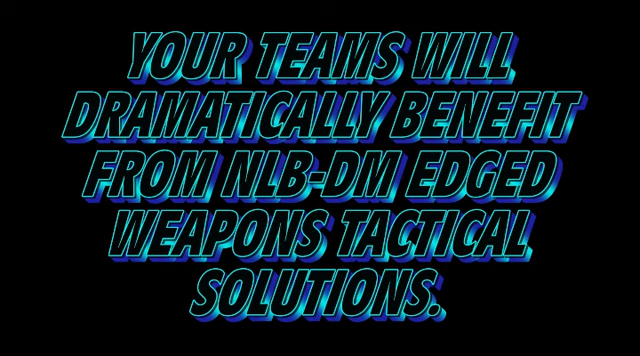 YOUR TEAMS WILL
DRAMATICALLY BENEFIT
FROM NLB-DM EDGED
WEAPONS TACTICAL
SOLUTIONS.